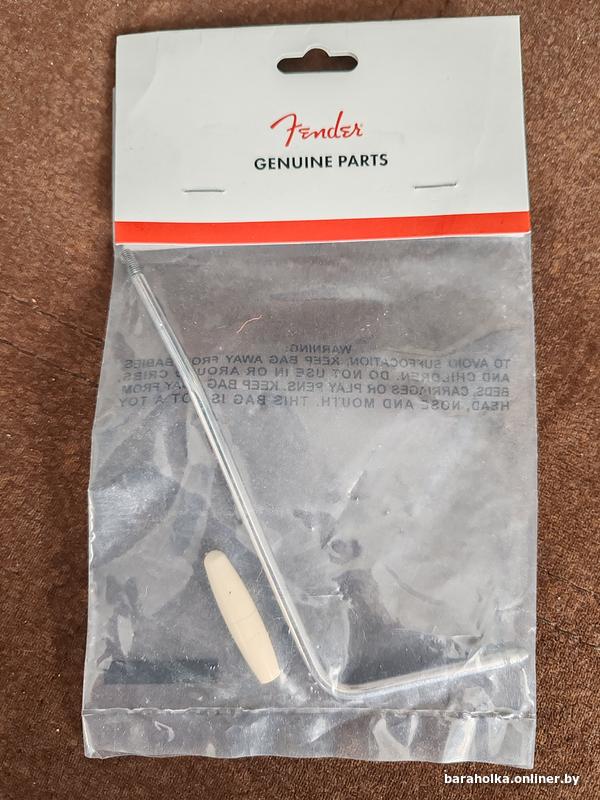 Fender
GENUINE PARTS
WARNING:
TO AVOID SUFFOCATION, KEEP BAG AWAY FROM BABIES
AND CHILDREN. DO NOT USE IN OR AROUND CRIBS,
BEDS, CARRIAGES OR PLAY PENS. KEEP BAG AWAY FROM
HEAD, NOSE AND MOUTH. THIS BAG IS NOT A TOY
baraholka.onliner.by